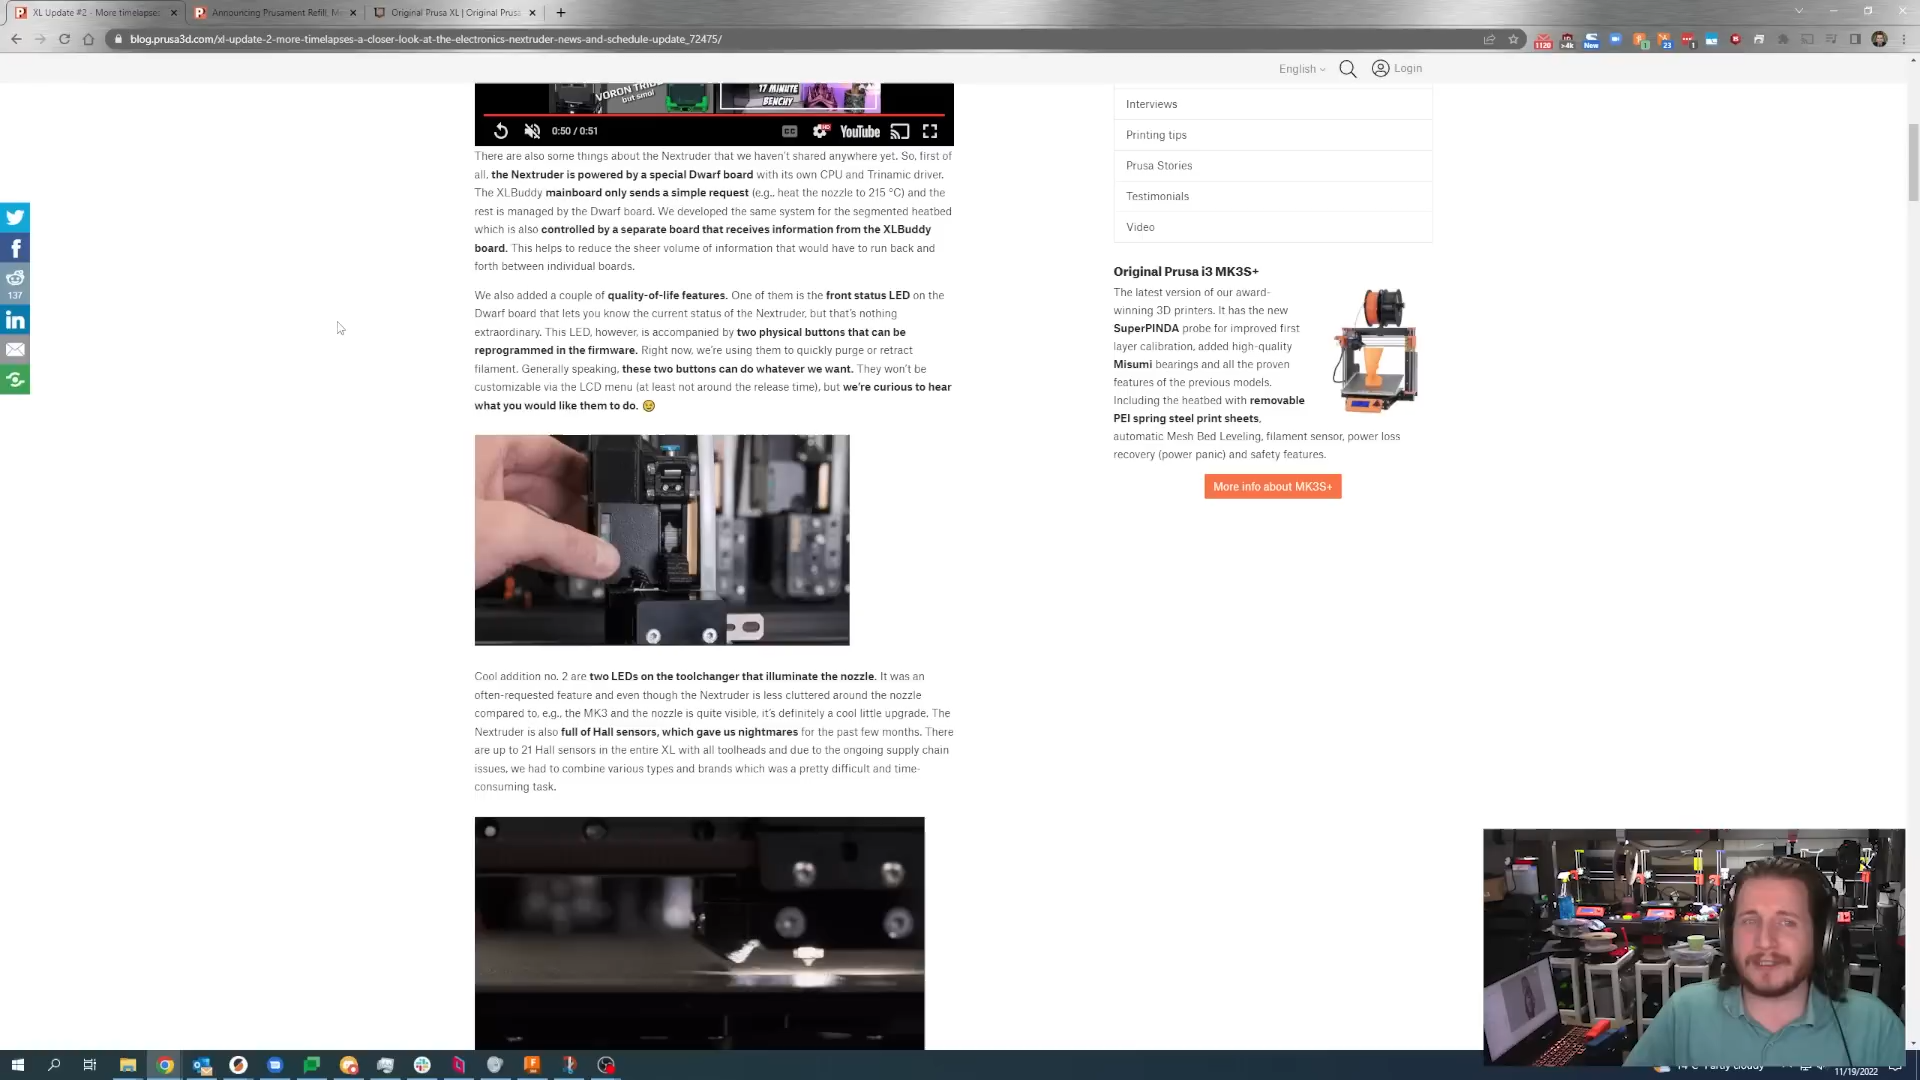 XL Update #2 - More timelapses
Announcing Prusament Refill, M
Original Prusa XL | Original Prusa
blog.prusa3d.com/xl-update-2-more-timelapses-a-closer-look-at-the-electronics-nextruder-news-and-schedule-update_72475/
1120
>4k
New
1
23
1
English
Login
VORON TRID
but smol
17 MINUTE
BENCHY
0:50 / 0:51
CC
HD
YouTube
There are also some things about the Nextruder that we haven't shared anywhere yet. So, first of
all, the Nextruder is powered by a special Dwarf board with its own CPU and Trinamic driver.
The XLBuddy mainboard only sends a simple request (e.g., heat the nozzle to 215 °C) and the
rest is managed by the Dwarf board. We developed the same system for the segmented heatbed
which is also controlled by a separate board that receives information from the XLBuddy
board. This helps to reduce the sheer volume of information that would have to run back and
forth between individual boards.
We also added a couple of quality-of-life features. One of them is the front status LED on the
Dwarf board that lets you know the current status of the Nextruder, but that's nothing
extraordinary. This LED, however, is accompanied by two physical buttons that can be
reprogrammed in the firmware. Right now, we're using them to quickly purge or retract
filament. Generally speaking, these two buttons can do whatever we want. They won't be
customizable via the LCD menu (at least not around the release time), but we're curious to hear
what you would like them to do. 😉
Cool addition no. 2 are two LEDs on the toolchanger that illuminate the nozzle. It was an
often-requested feature and even though the Nextruder is less cluttered around the nozzle
compared to, e.g., the MK3 and the nozzle is quite visible, it's definitely a cool little upgrade. The
Nextruder is also full of Hall sensors, which gave us nightmares for the past few months. There
are up to 21 Hall sensors in the entire XL with all toolheads and due to the ongoing supply chain
issues, we had to combine various types and brands which was a pretty difficult and time-
consuming task.
137
Interviews
Printing tips
Prusa Stories
Testimonials
Video
Original Prusa i3 MK3S+
The latest version of our award-
winning 3D printers. It has the new
SuperPINDA probe for improved first
layer calibration, added high-quality
Misumi bearings and all the proven
features of the previous models.
Including the heatbed with removable
PEI spring steel print sheets,
automatic Mesh Bed Leveling, filament sensor, power loss
recovery (power panic) and safety features.
More info about MK3S+
Partly cloudy
11/19/2022